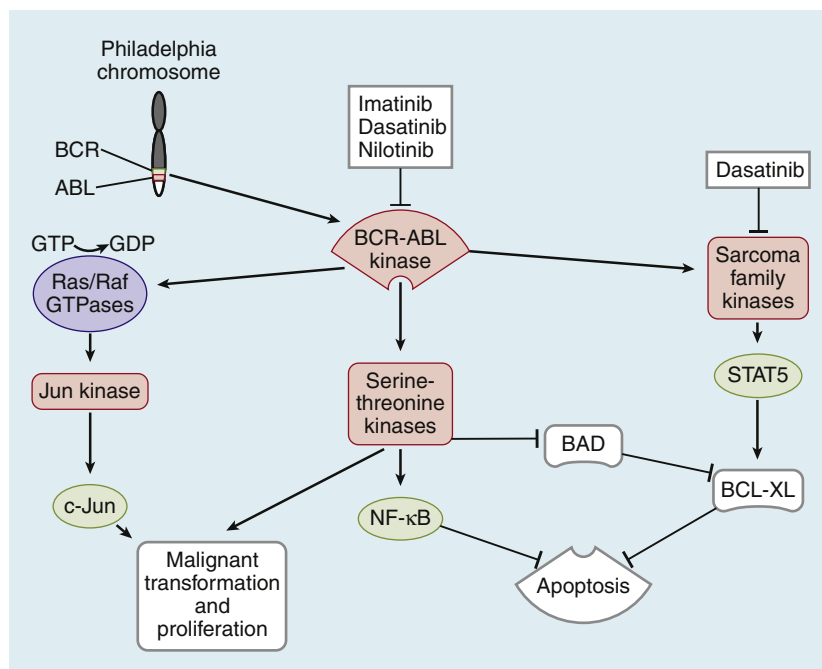 Philadelphia
chromosome
BCR
ABL
Imatinib
Dasatinib
Nilotinib
Dasatinib
GTP GDP
Ras/Raf
GTPases
BCR-ABL
kinase
Sarcoma
family
kinases
Jun kinase
Serine-
threonine
kinases
STAT5
BAD
BCL-XL
c-Jun
NF-κB
Malignant
transformation
and
proliferation
Apoptosis